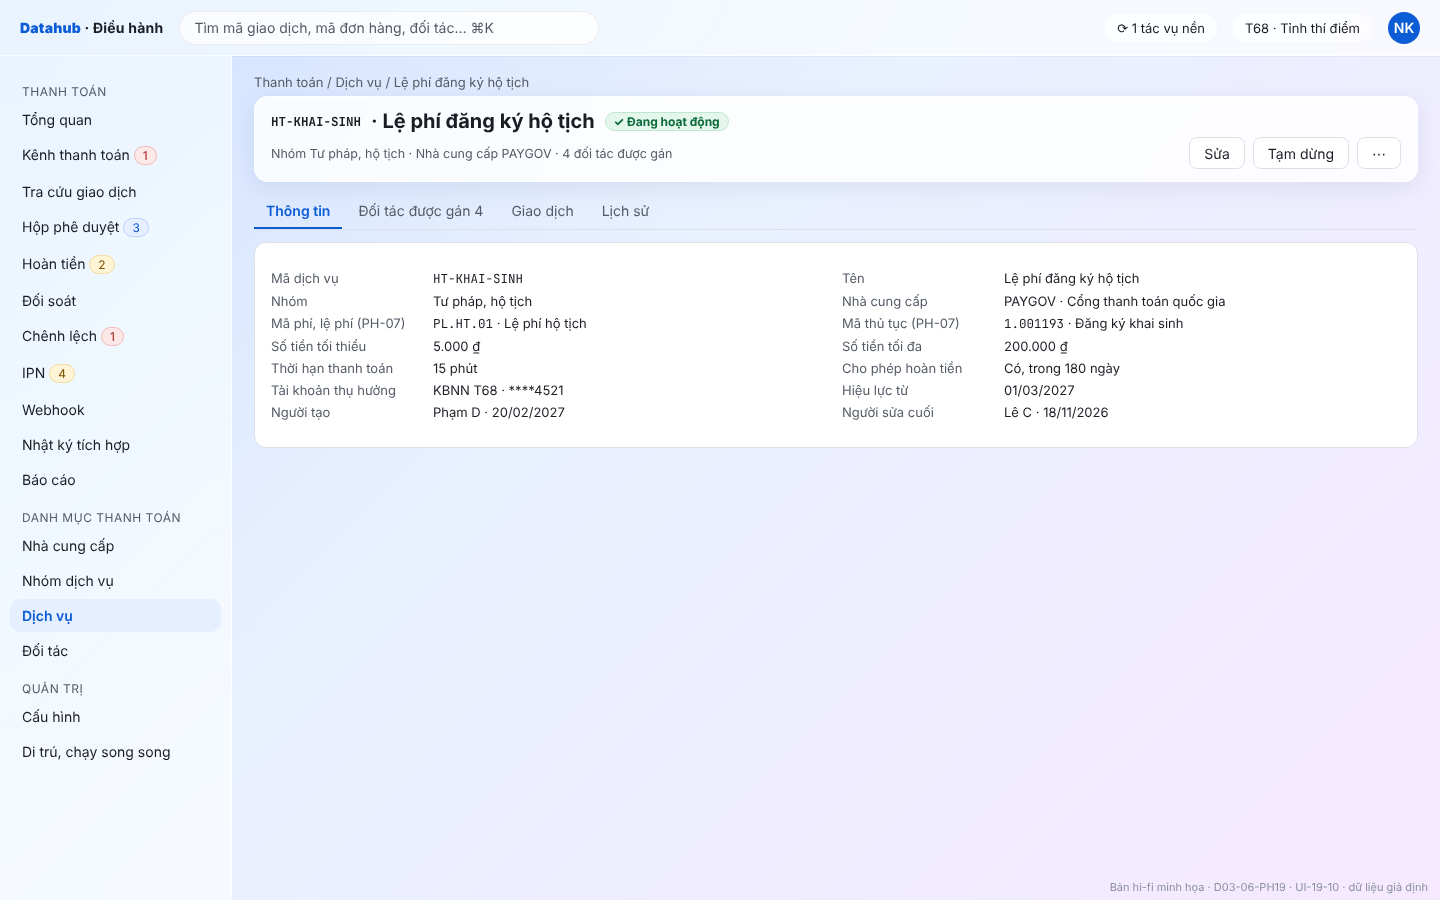 Datahub · Điều hành
Tìm mã giao dịch, mã đơn hàng, đối tác... ⌘K
⟳ 1 tác vụ nền
T68 · Tỉnh thí điểm
NK
THANH TOÁN
Tổng quan
Kênh thanh toán 1
Tra cứu giao dịch
Hộp phê duyệt 3
Hoàn tiền 2
Đối soát
Chênh lệch 1
IPN 4
Webhook
Nhật ký tích hợp
Báo cáo
DANH MỤC THANH TOÁN
Nhà cung cấp
Nhóm dịch vụ
Dịch vụ
Đối tác
QUẢN TRỊ
Cấu hình
Di trú, chạy song song
Thanh toán / Dịch vụ / Lệ phí đăng ký hộ tịch
HT-KHAI-SINH · Lệ phí đăng ký hộ tịch ✓ Đang hoạt động
Nhóm Tư pháp, hộ tịch · Nhà cung cấp PAYGOV · 4 đối tác được gán
Sửa
Tạm dừng
···
Thông tin
Đối tác được gán 4
Giao dịch
Lịch sử
Mã dịch vụ HT-KHAI-SINH
Tên Lệ phí đăng ký hộ tịch
Nhóm Tư pháp, hộ tịch
Nhà cung cấp PAYGOV · Cổng thanh toán quốc gia
Mã phí, lệ phí (PH-07) PL.HT.01 · Lệ phí hộ tịch
Mã thủ tục (PH-07) 1.001193 · Đăng ký khai sinh
Số tiền tối thiểu 5.000 ₫
Số tiền tối đa 200.000 ₫
Thời hạn thanh toán 15 phút
Cho phép hoàn tiền Có, trong 180 ngày
Tài khoản thụ hưởng KBNN T68 · ****4521
Hiệu lực từ 01/03/2027
Người tạo Phạm D · 20/02/2027
Người sửa cuối Lê C · 18/11/2026
Bản hi-fi minh họa · D03-06-PH19 · UI-19-10 · dữ liệu giả định